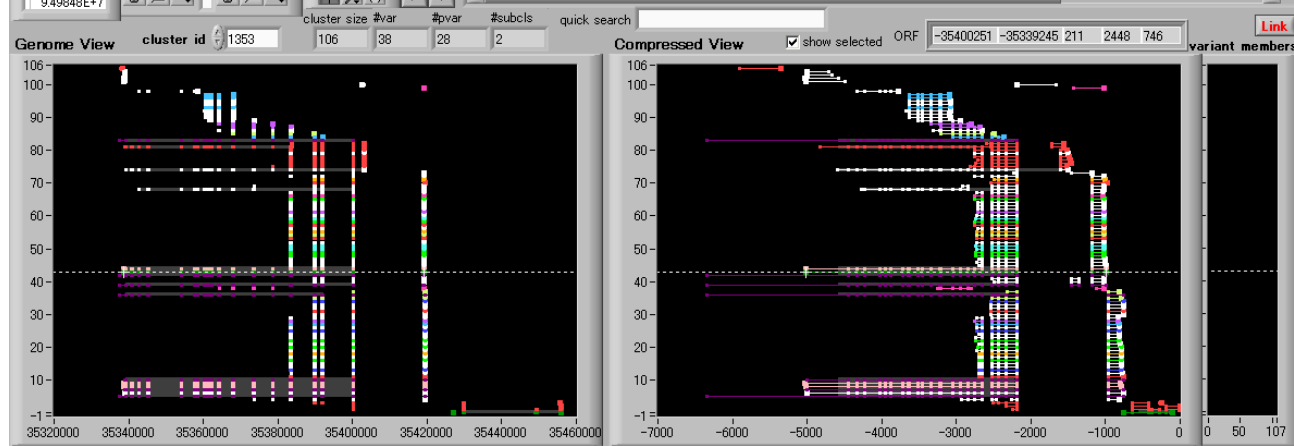 9.49848E+7
cluster size #var #pvar #subcls quick search
Genome View cluster id 1353 106 38 28 2 Compressed View show selected ORF -35400251 -35339245 211 2448 746 Link
variant members
106 106
100 100
90 90
80 80
70 70
60 60
50 50
40 40
30 30
20 20
10 10
-1 -1
35320000 35340000 35360000 35380000 35400000 35420000 35440000 35460000 -7000 -6000 -5000 -4000 -3000 -2000 -1000 0 0 50 107